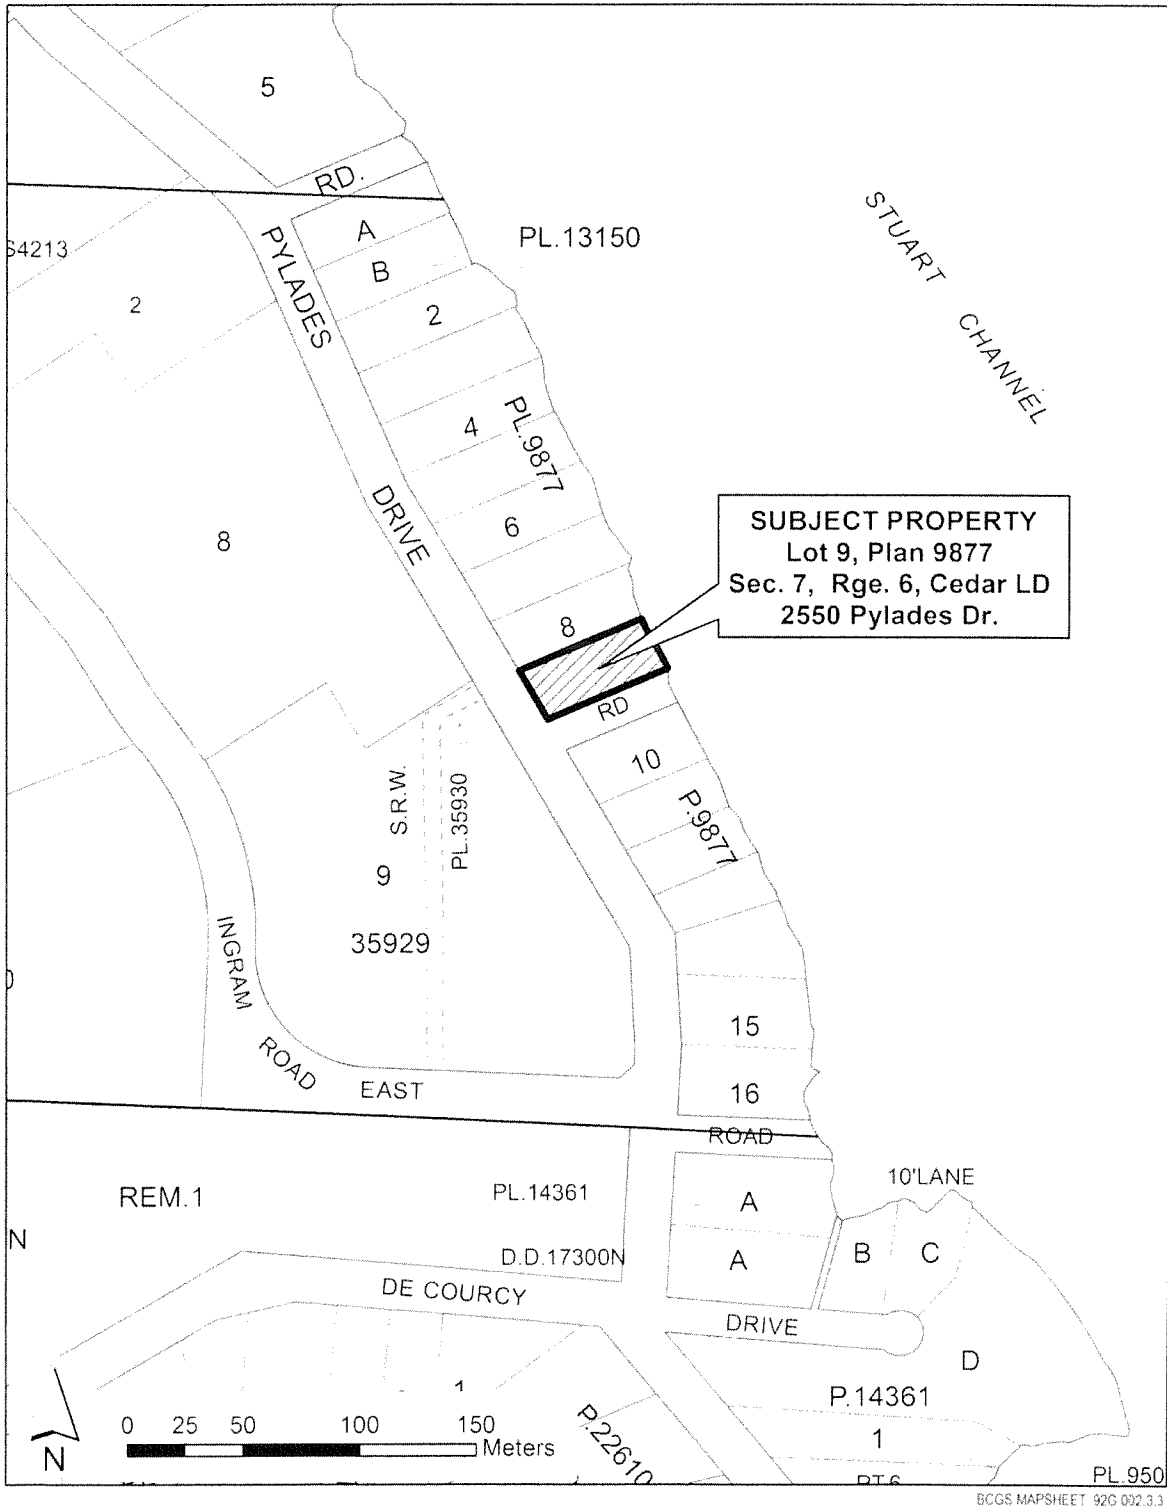 5
RD.
A
PL.13150
STUART CHANNEL
S4213
PYLADES
B
2
2
4
PL.9877
DRIVE
6
8
SUBJECT PROPERTY
Lot 9, Plan 9877
Sec. 7, Rge. 6, Cedar LD
2550 Pylades Dr.
8
RD
10
S.R.W.
PL.35930
P.9877
9
35929
INGRAM
15
ROAD
EAST
16
ROAD
10'LANE
REM.1
PL.14361
A
N
B
C
D.D.17300N
A
DE COURCY
DRIVE
D
P.14361
1
P.22610
1
0 25 50 100 150
Meters
N
PL.950
BCGS MAPSHEET 92G 002.3.3